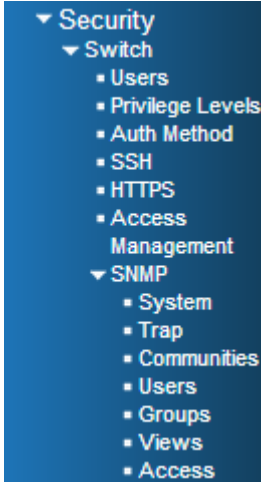 Security
Switch
Users
Privilege Levels
Auth Method
SSH
HTTPS
Access
Management
SNMP
System
Trap
Communities
Users
Groups
Views
Access